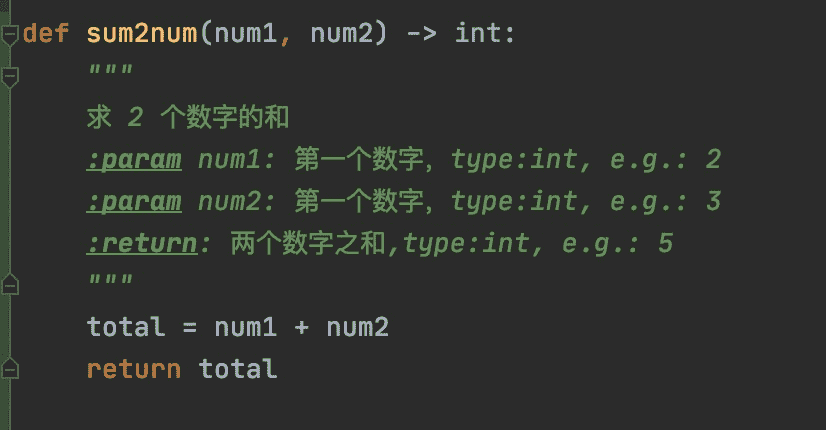 def sum2num(num1, num2) -> int:
"""
求 2 个数字的和
:param num1: 第一个数字, type:int, e.g.: 2
:param num2: 第一个数字, type:int, e.g.: 3
:return: 两个数字之和,type:int, e.g.: 5
"""
total = num1 + num2
return total